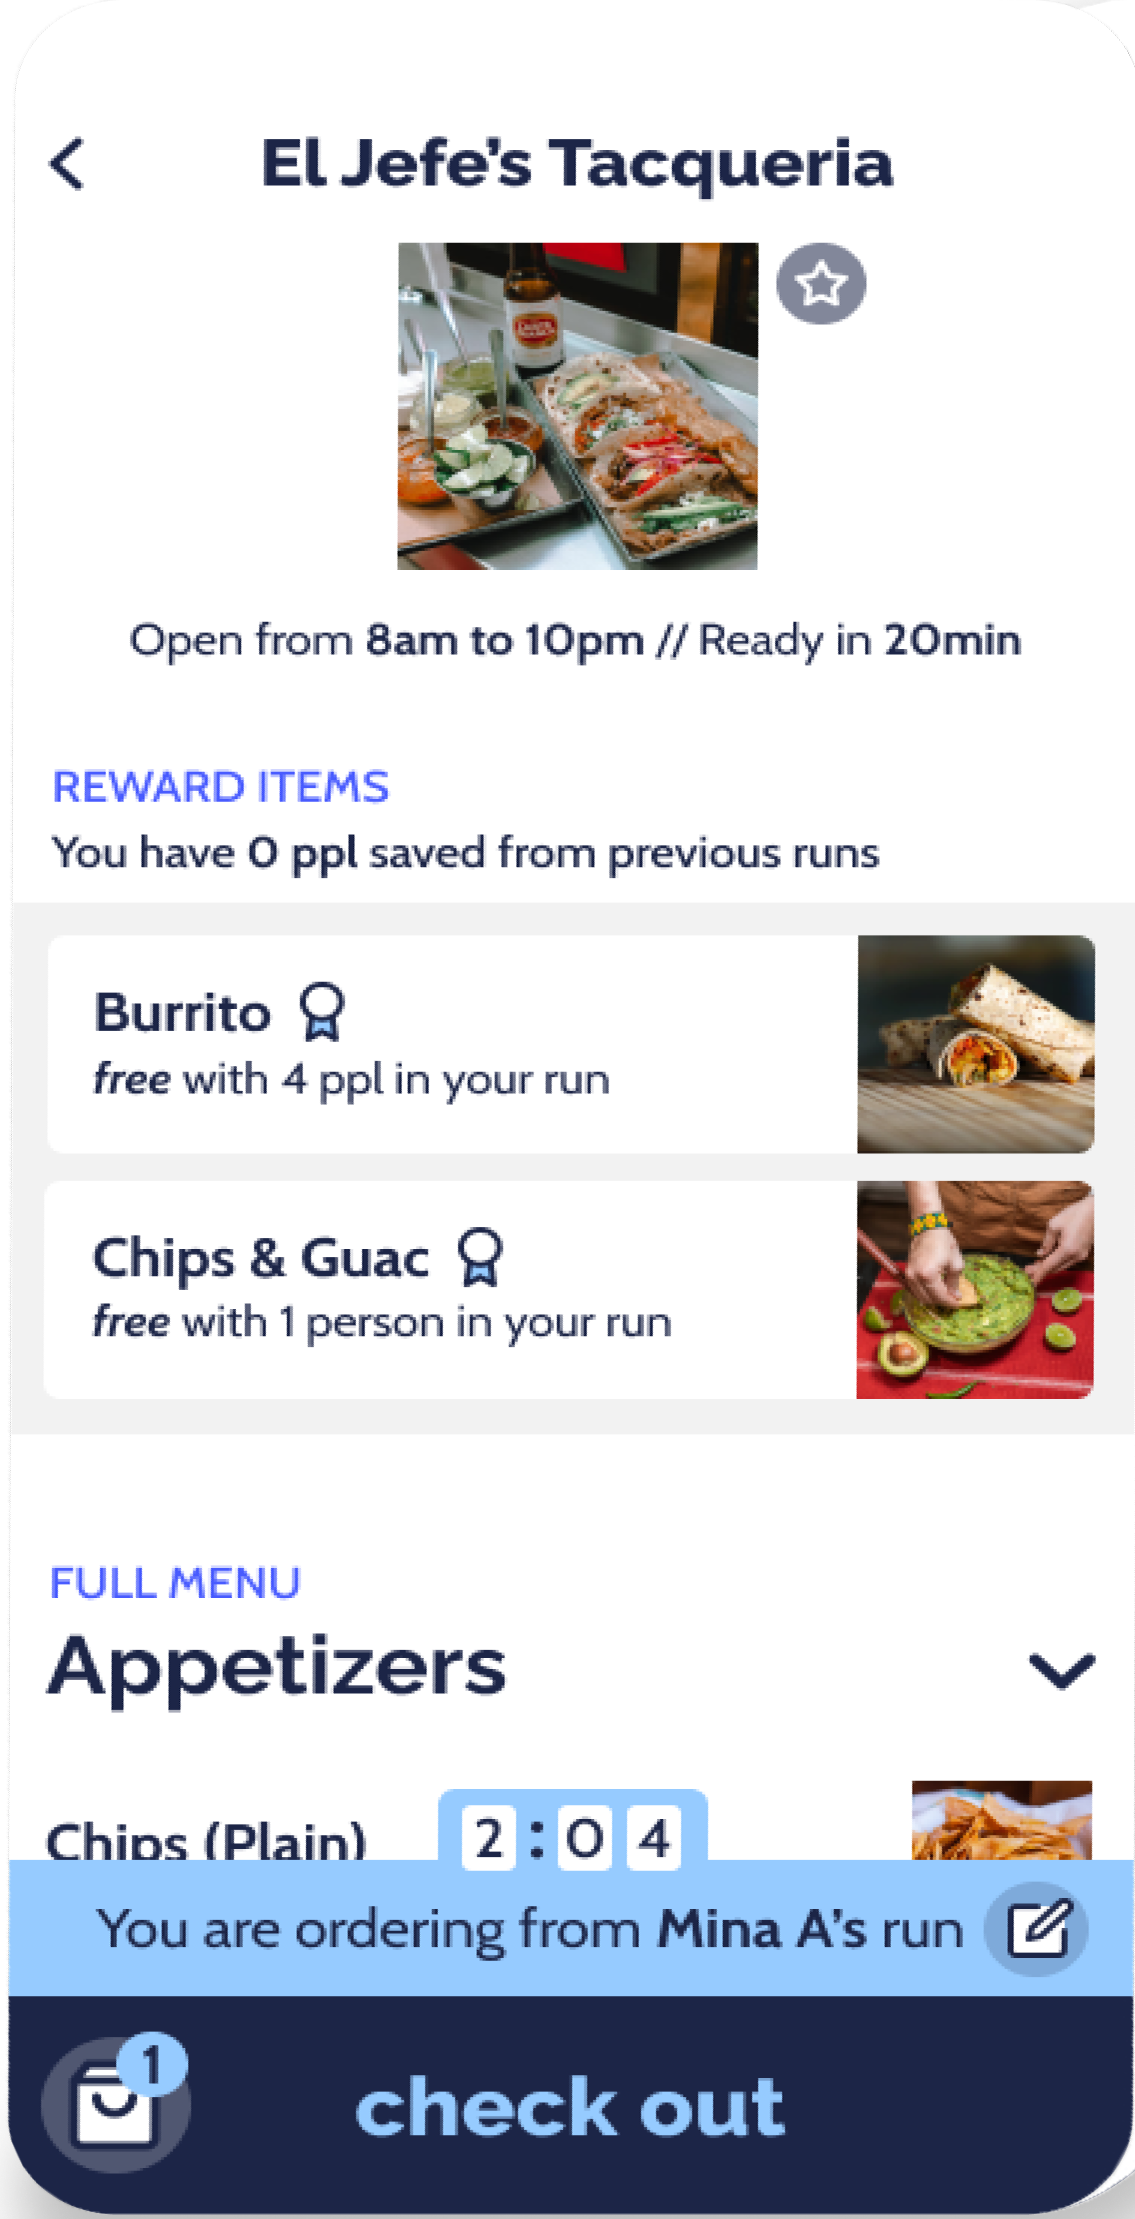 El Jefe's Tacqueria
Open from 8am to 10pm // Ready in 20min
REWARD ITEMS
You have 0 ppl saved from previous runs
Burrito
free with 4 ppl in your run
Chips & Guac
free with 1 person in your run
FULL MENU
Appetizers
Chips (Plain)
2:04
You are ordering from Mina A's run
1
check out